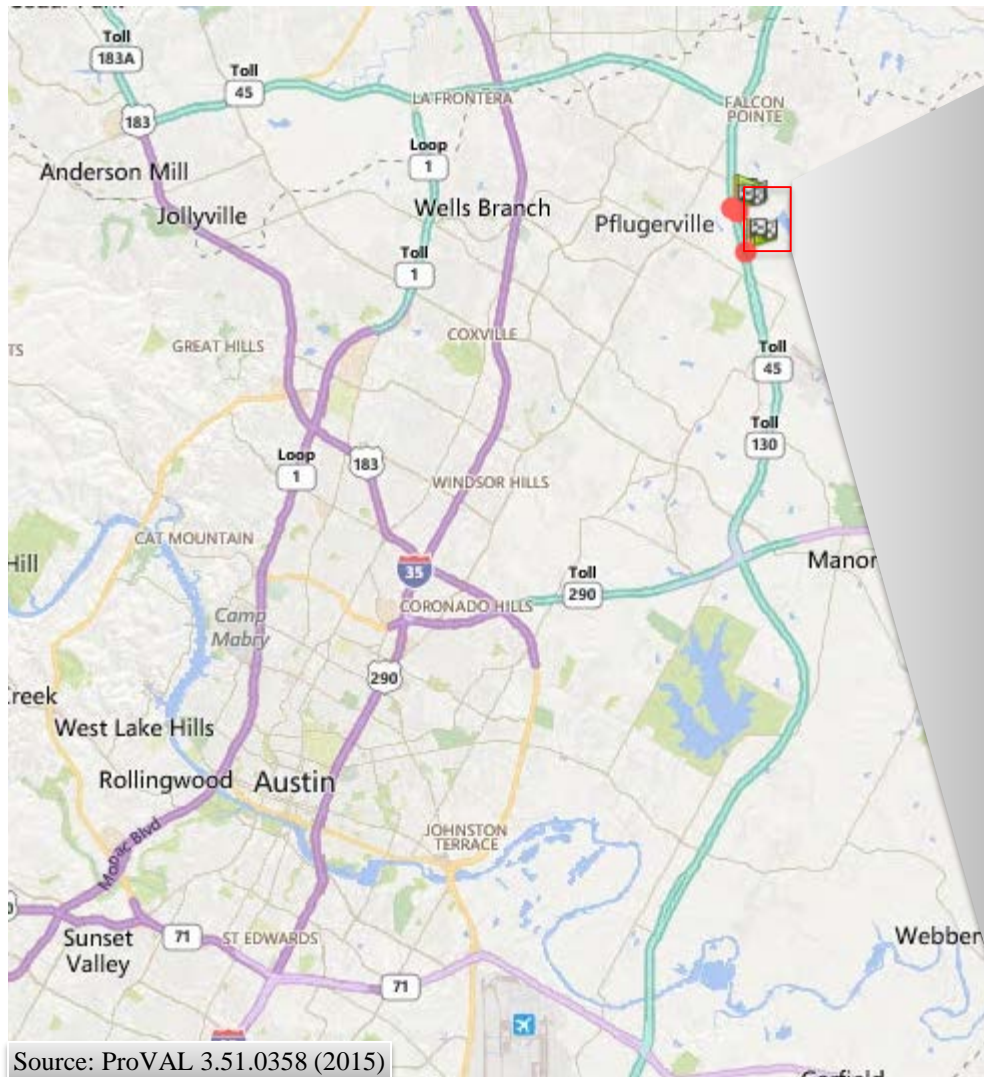 Toll
183A
Toll
45
LA FRONTERA
FALCON
POINTE
183
Loop
1
Anderson Mill
Jollyville
Wells Branch
Pflugerville
Toll
1
COXVILLE
TS
GREAT HILLS
Toll
45
Toll
130
Loop
1
183
WINDSOR HILLS
CAT MOUNTAIN
Hill
35
Toll
290
Manor
CORONADO HILLS
Camp
Mabry
290
Creek
West Lake Hills
Rollingwood
Austin
JOHNSTON
TERRACE
Mopac Blvd
Sunset
Valley
71
ST EDWARDS
Webber
71
Source: ProVAL 3.51.0358 (2015)